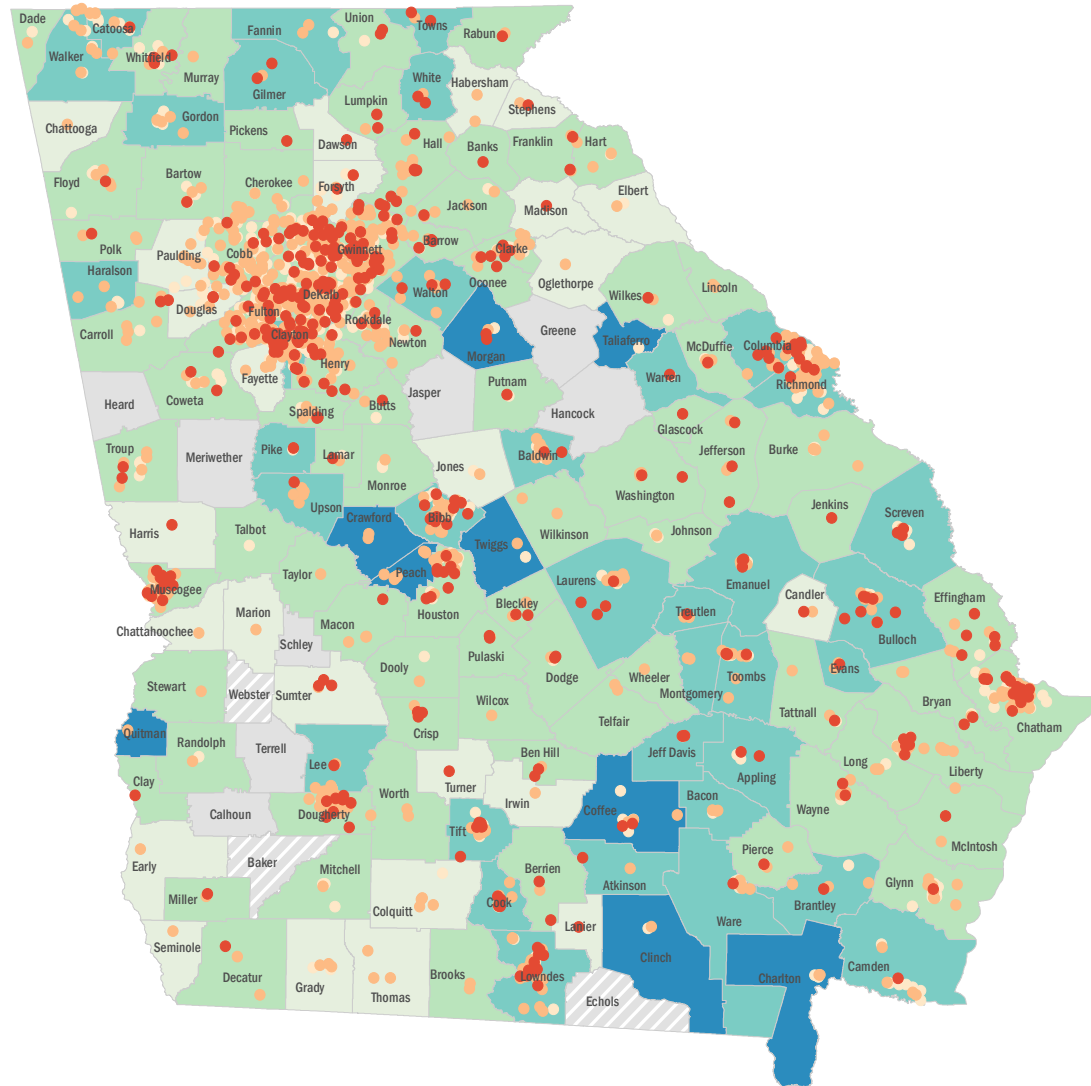 Dade
Catoosa
Fannin
Union
Towns
Rabun
Walker
Whitfield
Murray
Gilmer
White
Habersham
Chattooga
Gordon
Pickens
Lumpkin
Stephens
Dawson
Hall
Banks
Franklin
Hart
Floyd
Bartow
Cherokee
Forsyth
Jackson
Madison
Elbert
Polk
Paulding
Cobb
Gwinnett
Barrow
Clarke
Haralson
Oconee
Oglethorpe
Wilkes
Lincoln
Douglas
Fulton
DeKalb
Walton
Carroll
Clayton
Rockdale
Newton
Morgan
Greene
Taliaferro
McDuffie
Columbia
Fayette
Henry
Warren
Richmond
Heard
Coweta
Spalding
Butts
Jasper
Putnam
Hancock
Glascock
Troup
Meriwether
Pike
Lamar
Monroe
Jones
Baldwin
Jefferson
Burke
Upson
Washington
Harris
Talbot
Crawford
Bibb
Twiggs
Wilkinson
Johnson
Jenkins
Screven
Muscogee
Taylor
Peach
Laurens
Emanuel
Candler
Effingham
Chattahoochee
Marion
Schley
Macon
Houston
Bleckley
Treutlen
Bulloch
Stewart
Webster
Sumter
Dooly
Pulaski
Dodge
Wheeler
Montgomery
Toombs
Evans
Bryan
Chatham
Quitman
Randolph
Terrell
Lee
Crisp
Wilcox
Telfair
Tattnall
Clay
Calhoun
Dougherty
Worth
Turner
Ben Hill
Irwin
Jeff Davis
Appling
Long
Liberty
Coffee
Bacon
Wayne
Early
Baker
Mitchell
Tift
Berrien
Atkinson
Pierce
McIntosh
Miller
Colquitt
Cook
Lanier
Ware
Brantley
Glynn
Seminole
Decatur
Grady
Thomas
Brooks
Lowndes
Echols
Clinch
Charlton
Camden